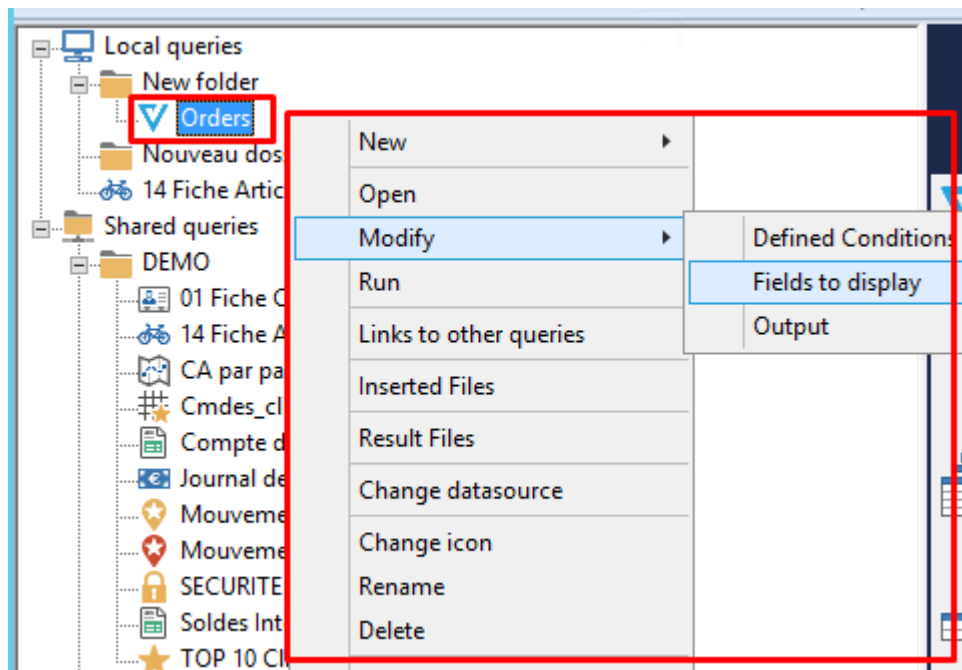 Local queries
New folder
Orders
Nouveau dos
14 Fiche Artic
Shared queries
DEMO
01 Fiche C
14 Fiche A
CA par pa
Cmdes_cl
Compte d
Journal de
Mouveme
Mouveme
SECURITE
Soldes Int
TOP 10 Cl
New
Open
Modify
Run
Links to other queries
Inserted Files
Result Files
Change datasource
Change icon
Rename
Delete
Defined Conditions
Fields to display
Output